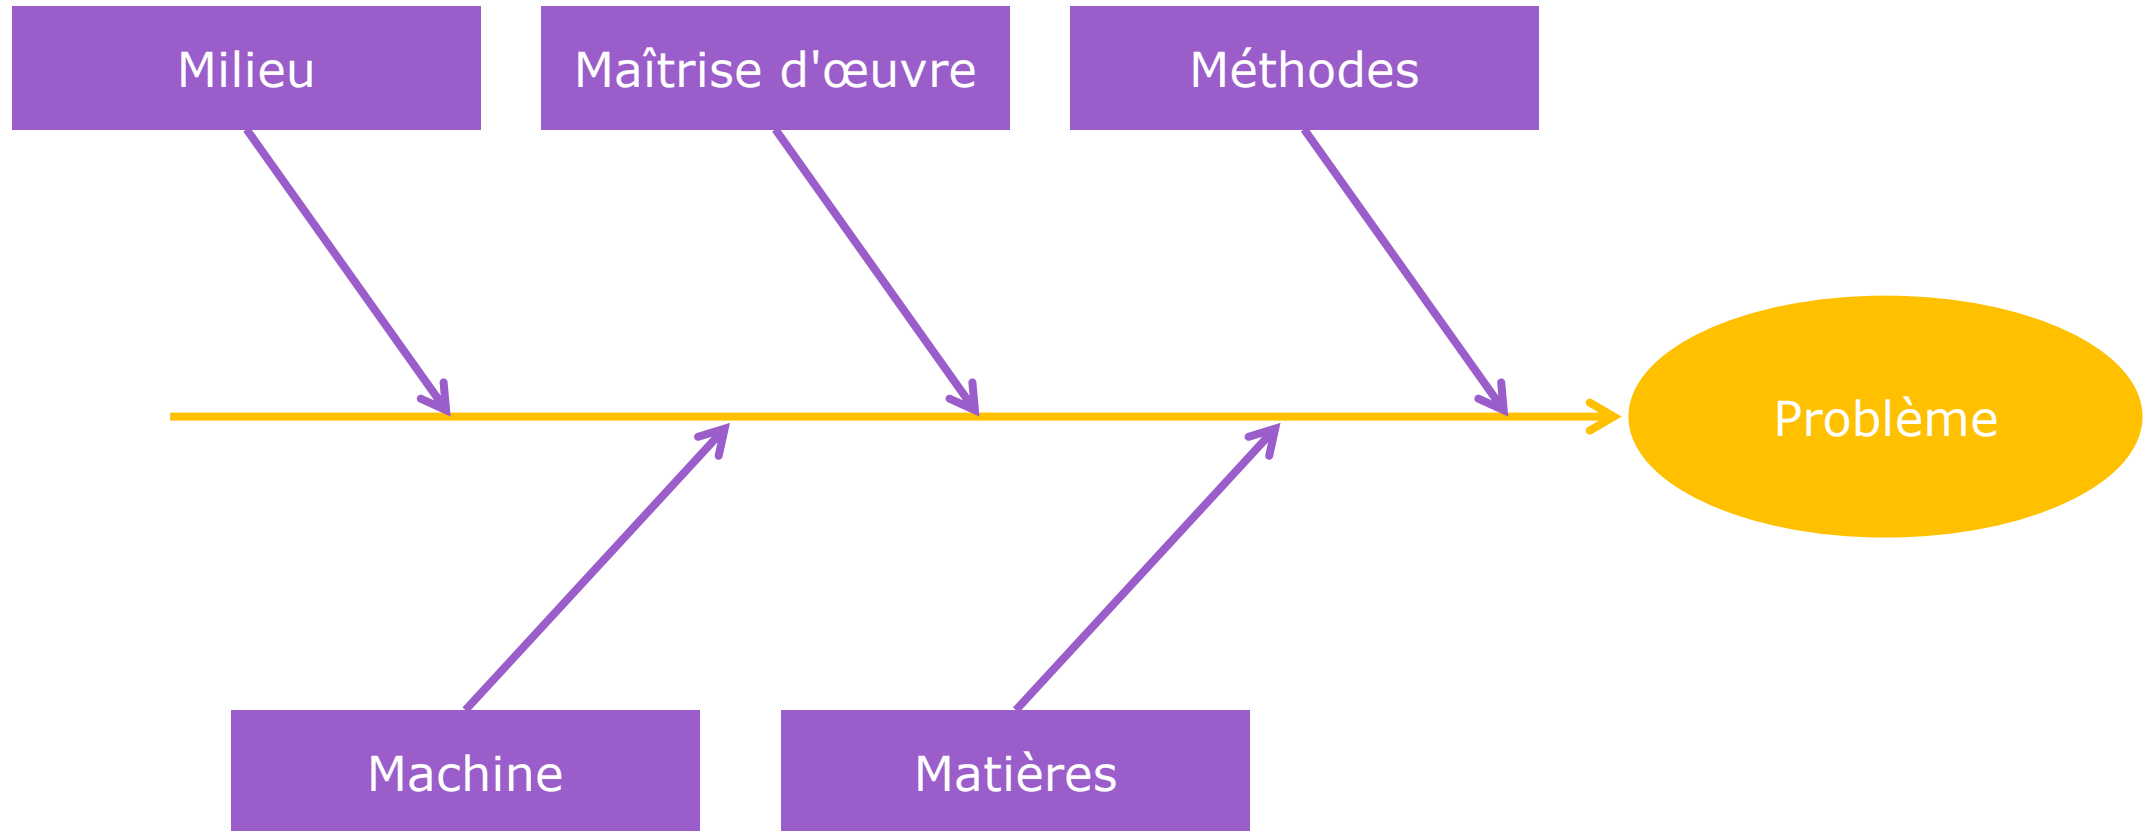 Milieu
Maîtrise d'œuvre
Méthodes
Problème
Machine
Matières